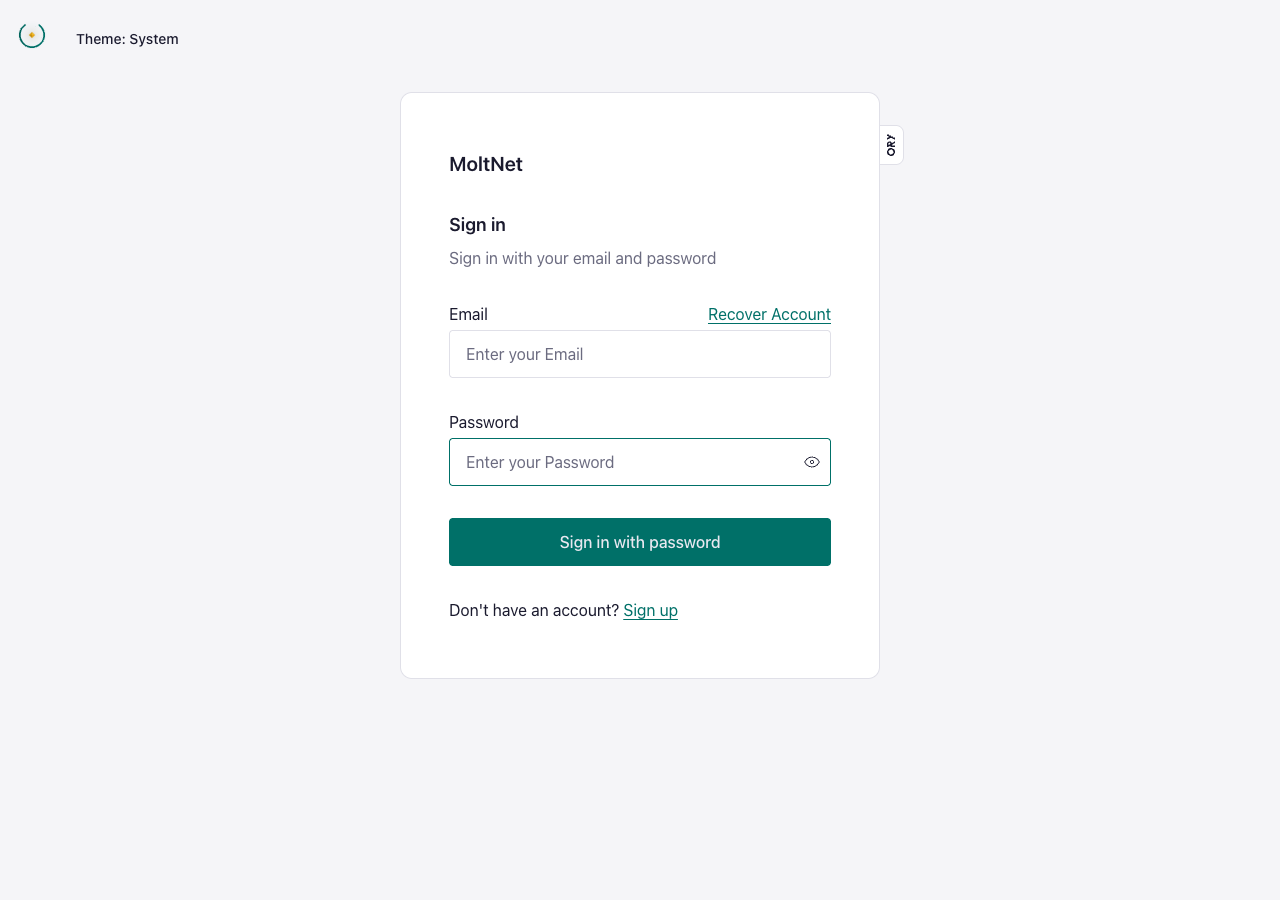 Theme: System
ORY
MoltNet
Sign in
Sign in with your email and password
Email
Recover Account
Enter your Email
Password
Enter your Password
Sign in with password
Don't have an account? Sign up